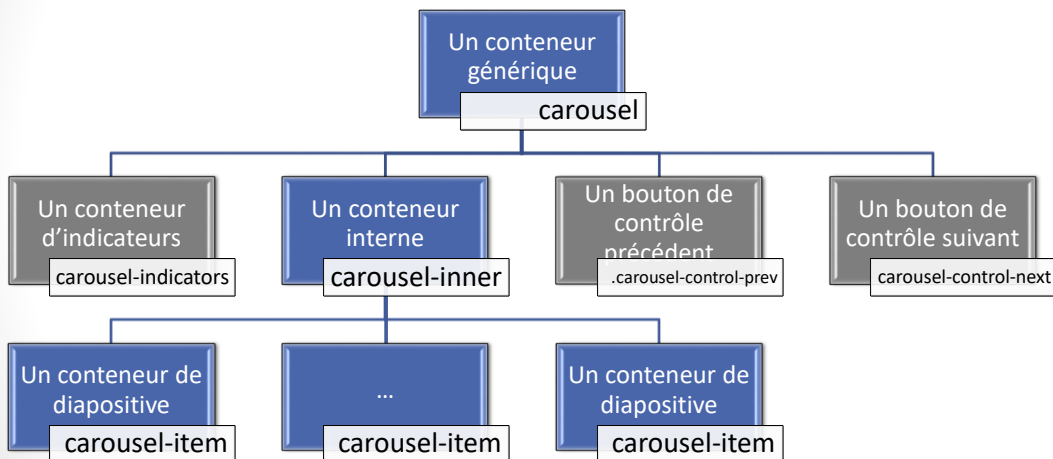 Un conteneur
générique
carousel
Un conteneur
d’indicateurs
carousel-indicators
Un conteneur
interne
carousel-inner
Un bouton de
contrôle
précédent
.carousel-control-prev
Un bouton de
contrôle suivant
carousel-control-next
Un conteneur de
diapositive
carousel-item
…
carousel-item
Un conteneur de
diapositive
carousel-item